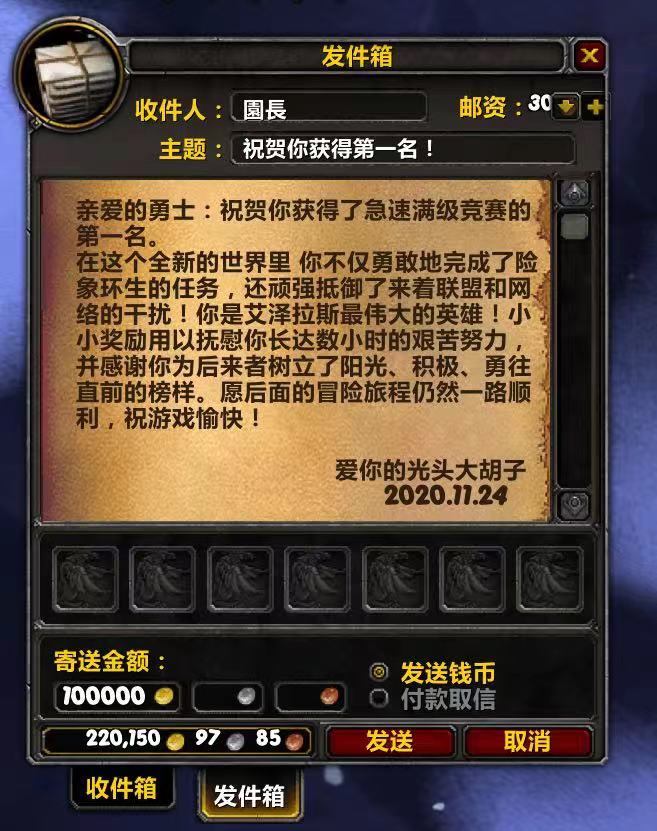 发件箱
收件人：園長 邮资：30
主题：祝贺你获得第一名！
亲爱的勇士：祝贺你获得了急速满级竞赛的
第一名。
在这个全新的世界里 你不仅勇敢地完成了险
象环生的任务，还顽强抵御了来着联盟和网
络的干扰！你是艾泽拉斯最伟大的英雄！小
小奖励用以抚慰你长达数小时的艰苦努力，
并感谢你为后来者树立了阳光、积极、勇往
直前的榜样。愿后面的冒险旅程仍然一路顺
利，祝游戏愉快！
爱你的光头大胡子
2020.11.24
寄送金额：
发送钱币
100000
付款取信
220,150 97 85 发送 取消
收件箱 发件箱